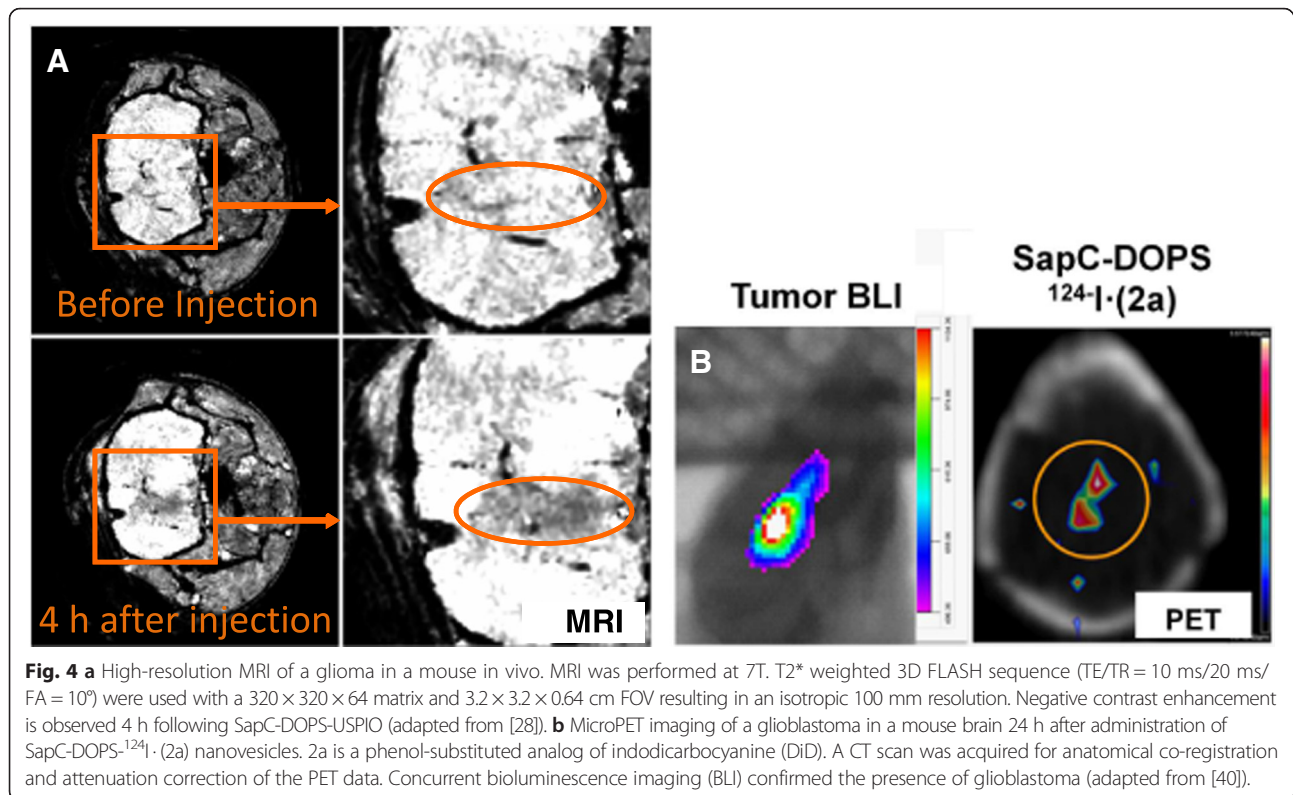 A
Before Injection
4 h after injection
MRI
Tumor BLI
B
SapC-DOPS
¹²⁴⁻I·(2a)
PET
Fig. 4 a High-resolution MRI of a glioma in a mouse in vivo. MRI was performed at 7T. T2* weighted 3D FLASH sequence (TE/TR = 10 ms/20 ms/
FA = 10°) were used with a 320 × 320 × 64 matrix and 3.2 × 3.2 × 0.64 cm FOV resulting in an isotropic 100 mm resolution. Negative contrast enhancement
is observed 4 h following SapC-DOPS-USPIO (adapted from [28]). b MicroPET imaging of a glioblastoma in a mouse brain 24 h after administration of
SapC-DOPS-¹²⁴I · (2a) nanovesicles. 2a is a phenol-substituted analog of indodicarbocyanine (DiD). A CT scan was acquired for anatomical co-registration
and attenuation correction of the PET data. Concurrent bioluminescence imaging (BLI) confirmed the presence of glioblastoma (adapted from [40]).